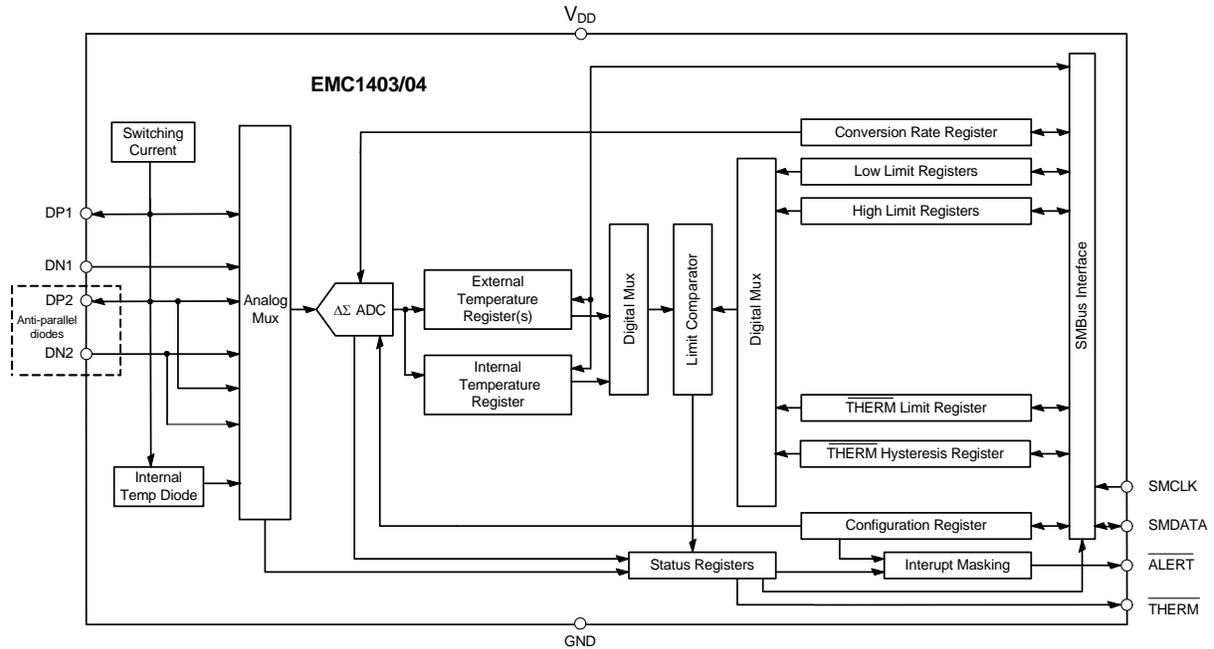 VDD
EMC1403/04
Switching
Current
Conversion Rate Register
Low Limit Registers
High Limit Registers
DP1
DN1
DP2
Anti-parallel
diodes
DN2
Analog
Mux
ΔΣ ADC
External
Temperature
Register(s)
Internal
Temperature
Register
Digital Mux
Limit Comparator
Digital Mux
SMBus Interface
THERM Limit Register
THERM Hysteresis Register
Internal
Temp Diode
SMCLK
Configuration Register
SMDATA
Status Registers
Interupt Masking
ALERT
THERM
GND